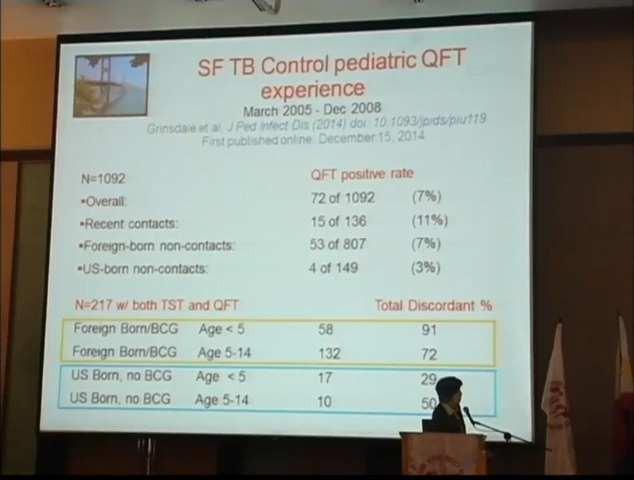 SF TB Control pediatric QFT
experience
March 2005 - Dec 2008
Grinsdale et al, J Ped Infect Dis (2014) doi: 10.1093/jpids/piu119
First published online: December 15, 2014
N=1092 QFT positive rate
•Overall: 72 of 1092 (7%)
•Recent contacts: 15 of 136 (11%)
•Foreign-born non-contacts: 53 of 807 (7%)
•US-born non-contacts: 4 of 149 (3%)
N=217 w/ both TST and QFT Total Discordant %
Foreign Born/BCG Age < 5 58 91
Foreign Born/BCG Age 5-14 132 72
US Born, no BCG Age < 5 17 29
US Born, no BCG Age 5-14 10 50